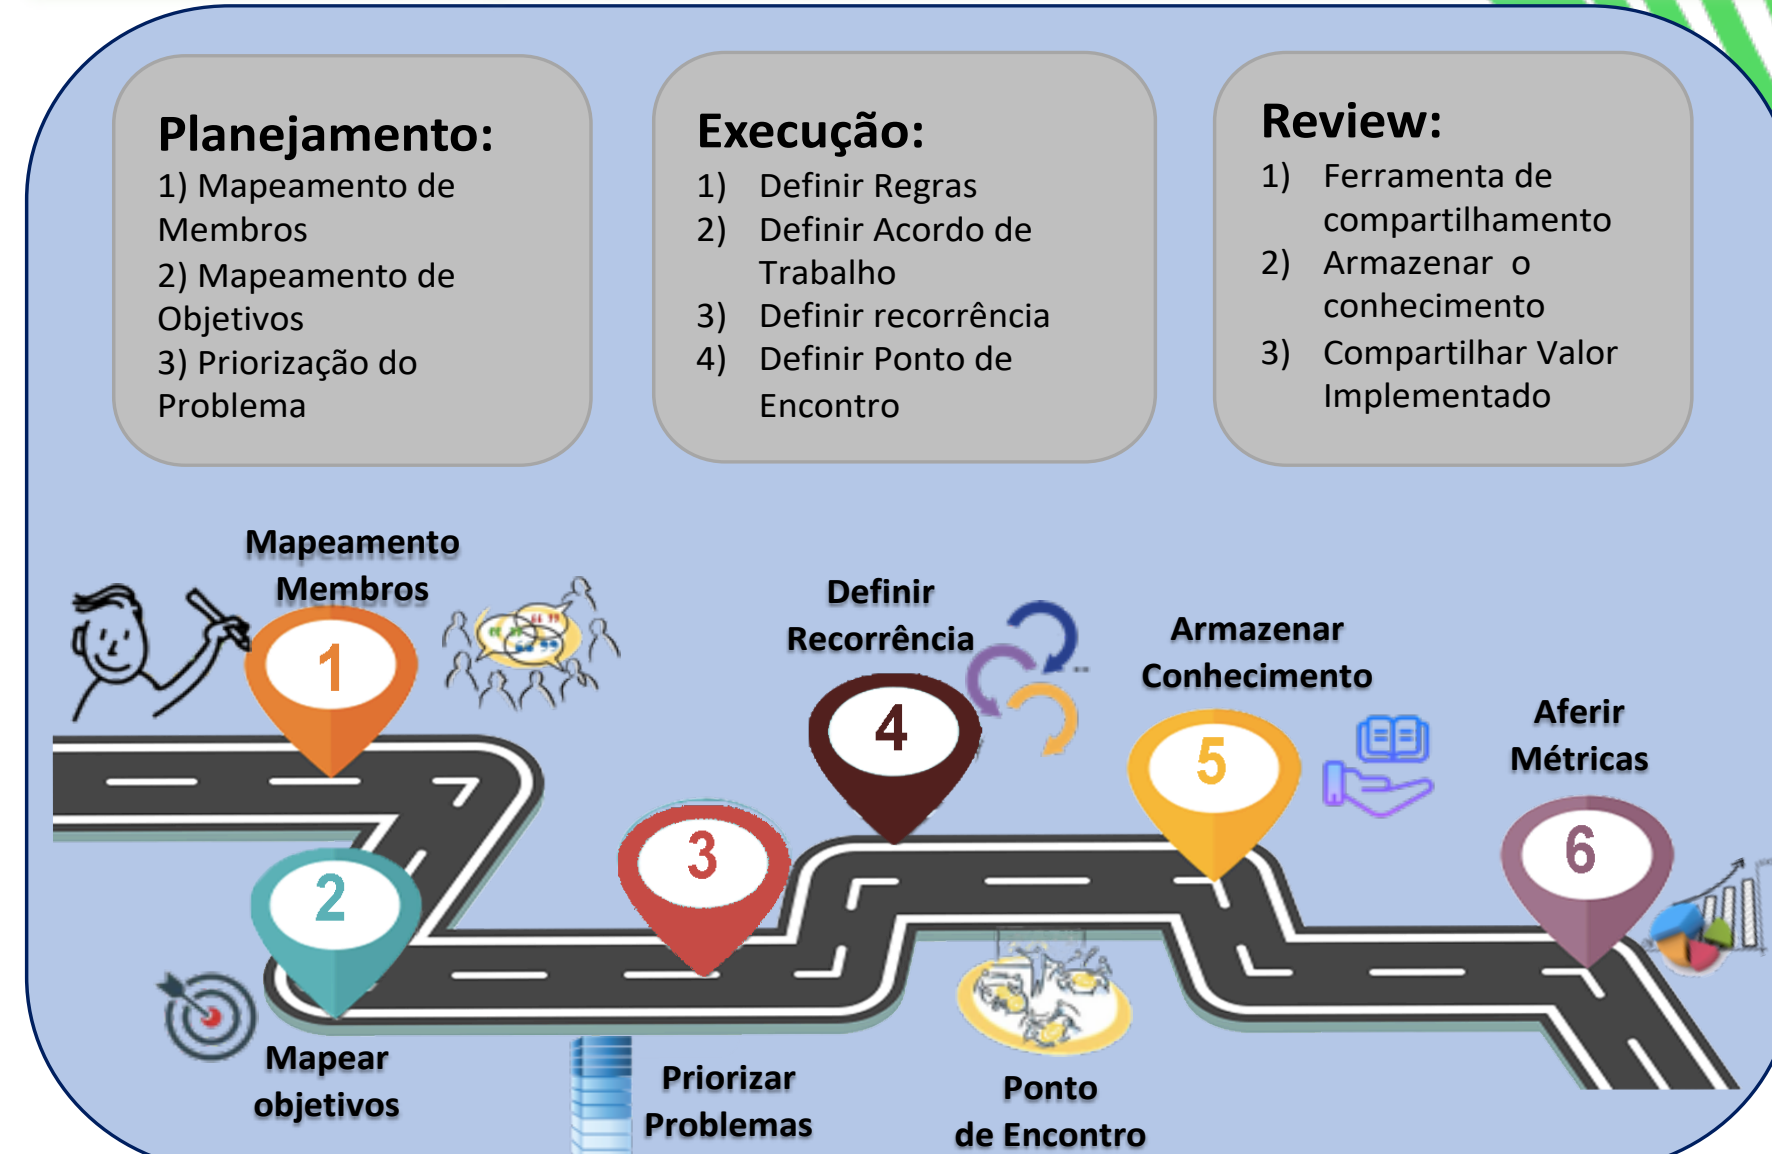 Planejamento:
1) Mapeamento de
Membros
2) Mapeamento de
Objetivos
3) Priorização do
Problema
Execução:
1) Definir Regras
2) Definir Acordo de
Trabalho
3) Definir recorrência
4) Definir Ponto de
Encontro
Review:
1) Ferramenta de
compartilhamento
2) Armazenar o
conhecimento
3) Compartilhar Valor
Implementado
Mapeamento
Membros
1
2
Mapear
objetivos
3
Priorizar
Problemas
Definir
Recorrência
4
Ponto
de Encontro
Armazenar
Conhecimento
5
Aferir
Métricas
6